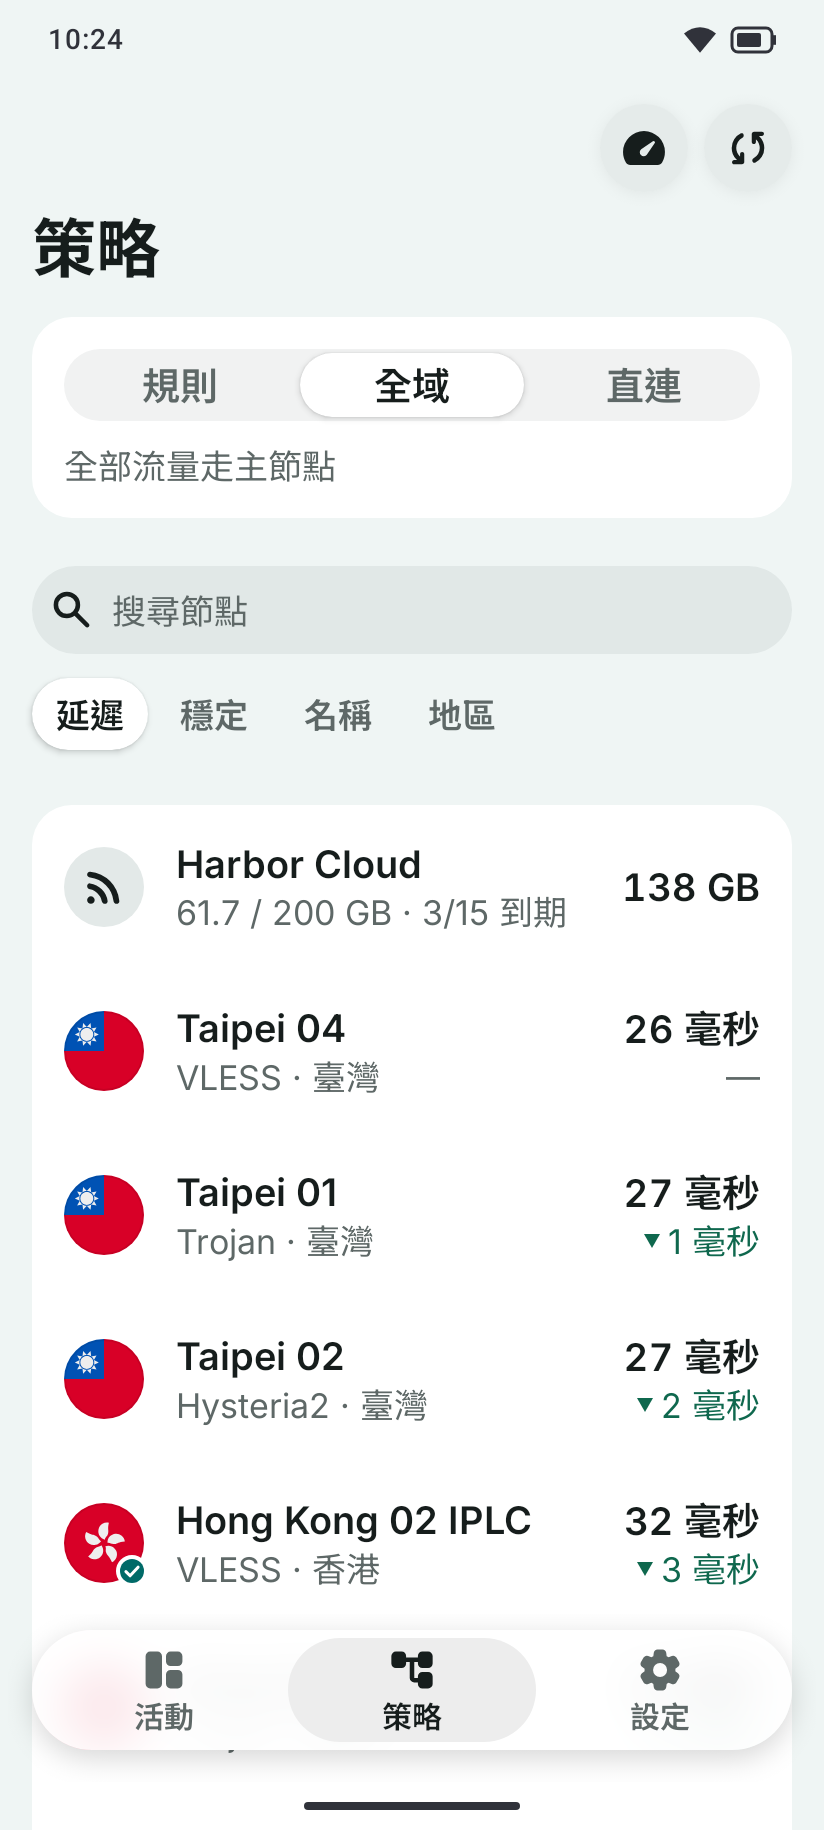 10:24
策略
規則
全域
直連
全部流量走主節點
搜尋節點
延遲
穩定
名稱
地區
Harbor Cloud
138 GB
61.7 / 200 GB · 3/15 到期
Taipei 04
26 毫秒
VLESS · 臺灣
—
Taipei 01
27 毫秒
Trojan · 臺灣
▼1 毫秒
Taipei 02
27 毫秒
Hysteria2 · 臺灣
▼2 毫秒
Hong Kong 02 IPLC
32 毫秒
VLESS · 香港
▼3 毫秒
活動
策略
設定